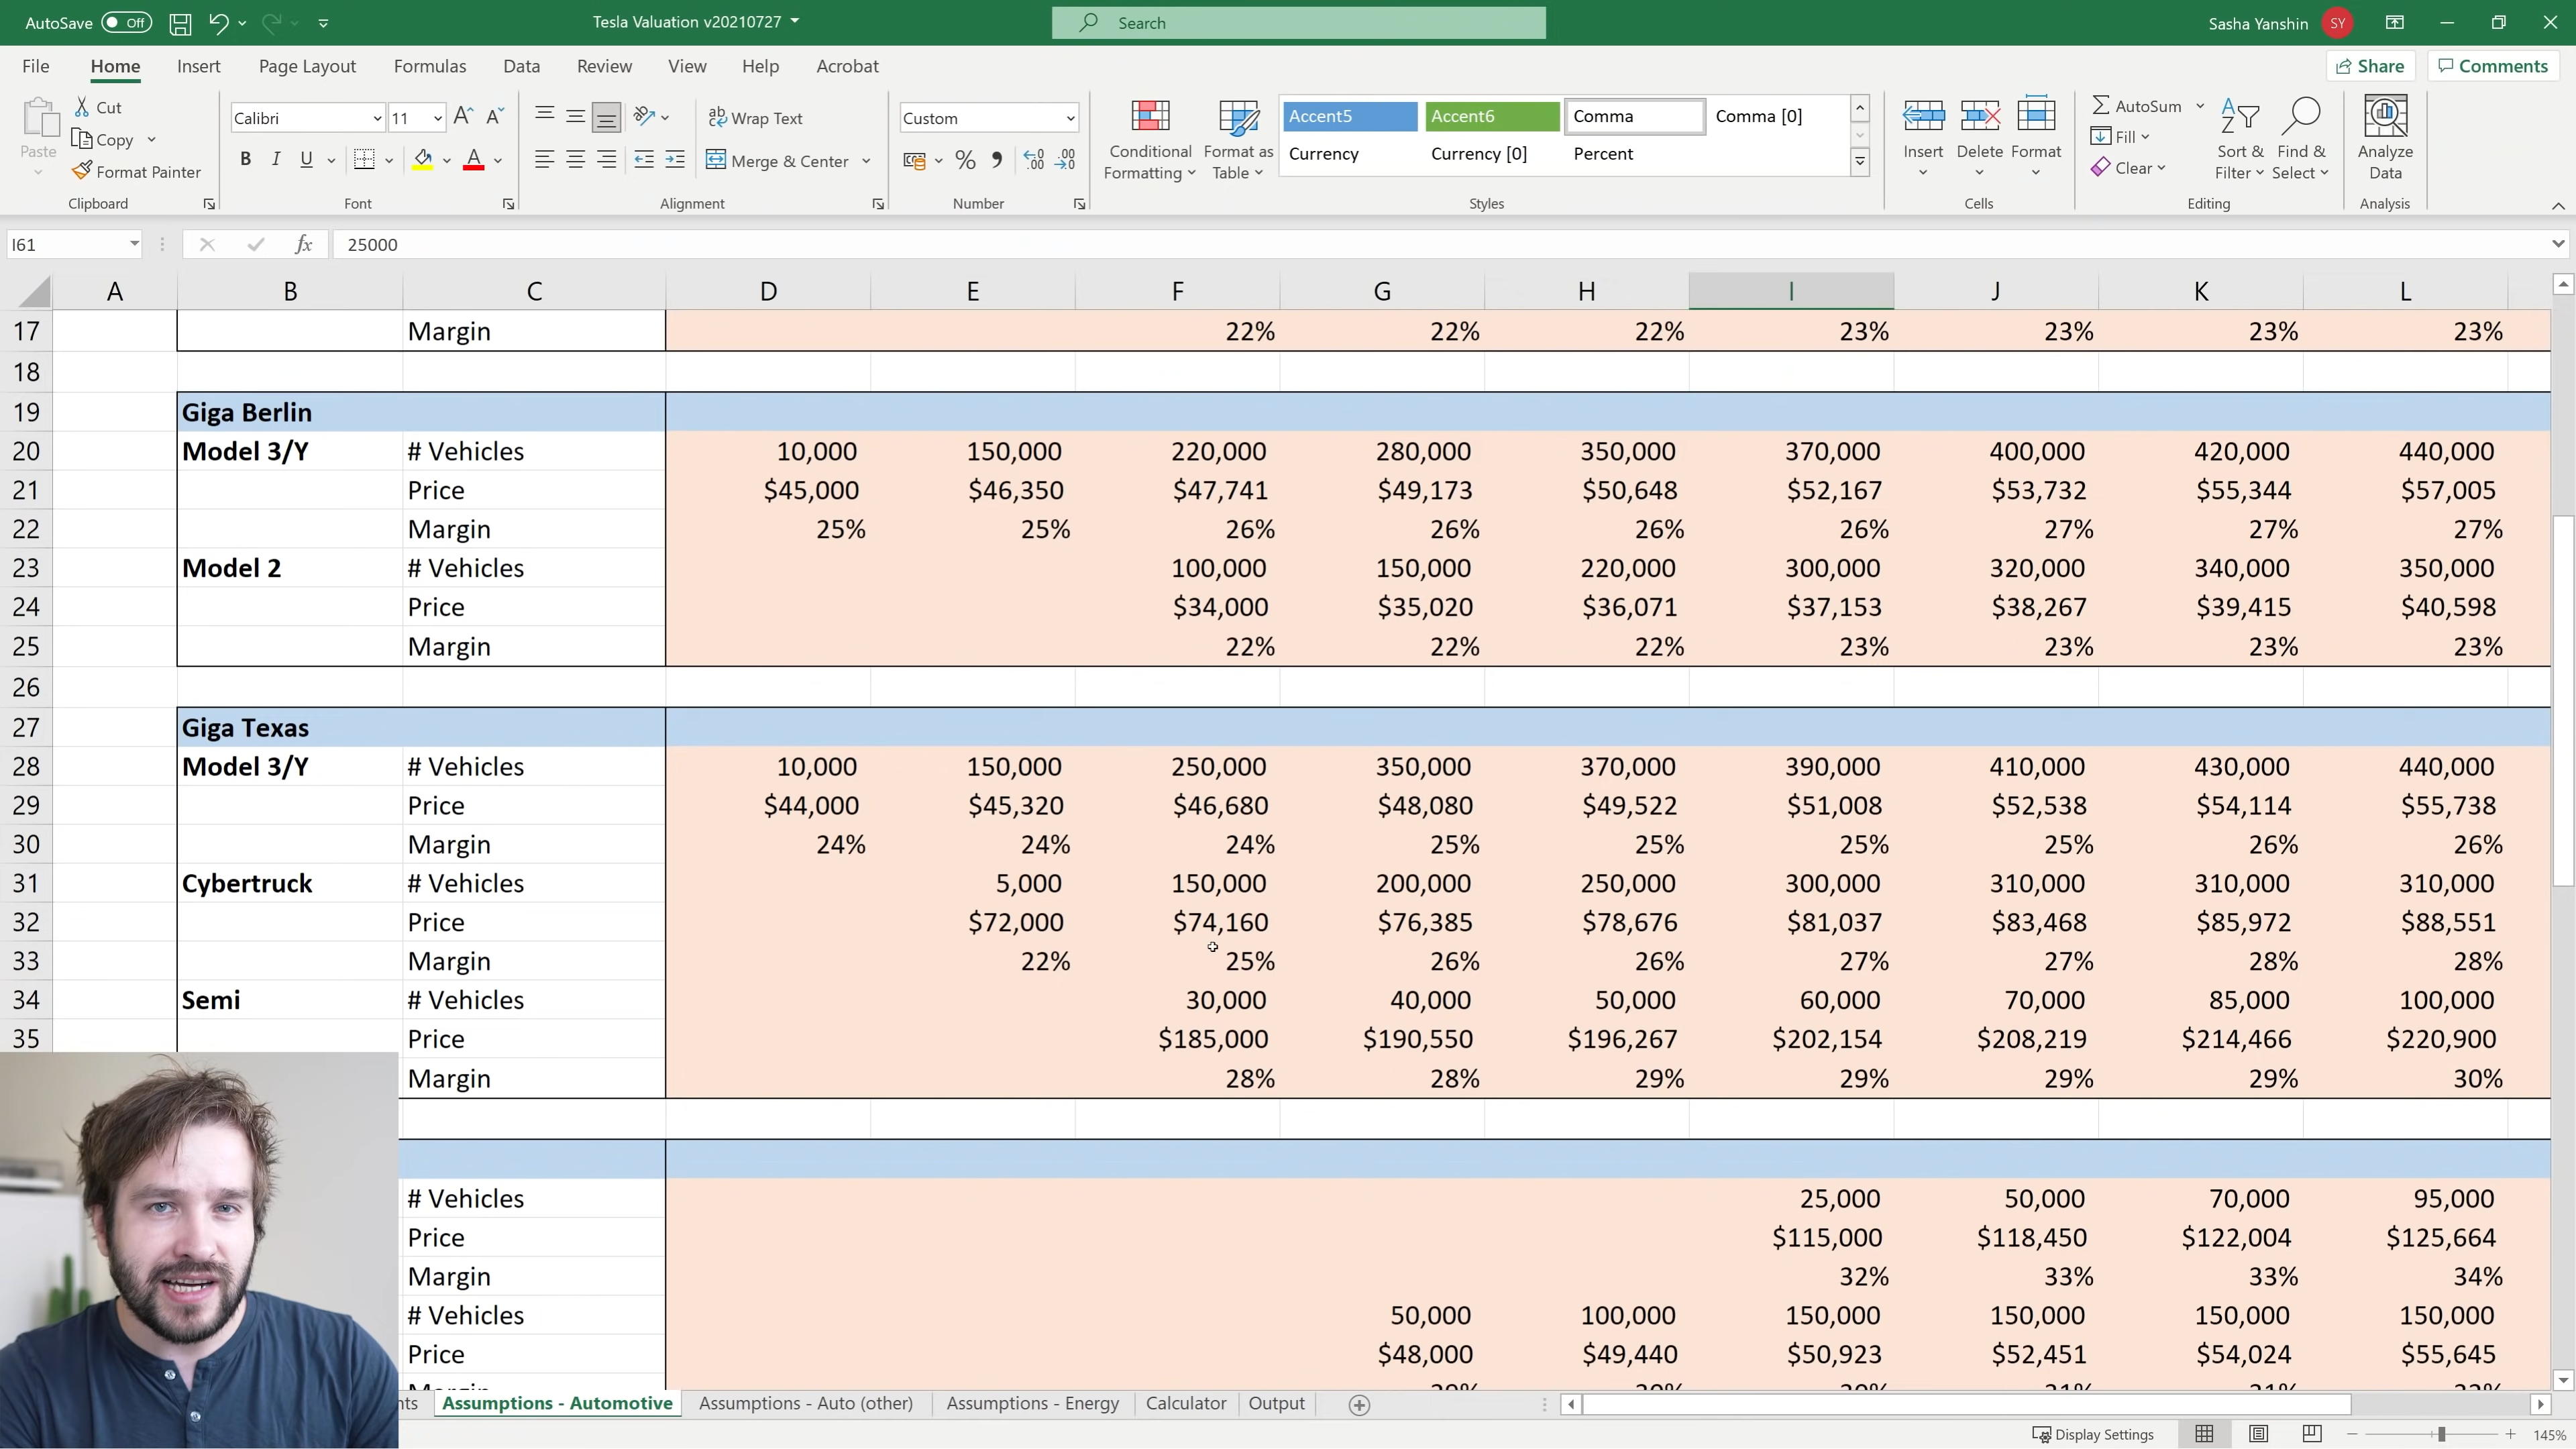 AutoSave Off Tesla Valuation v20210727 Search Sasha Yanshin SY
File Home Insert Page Layout Formulas Data Review View Help Acrobat Share Comments
Paste Cut Copy Format Painter Clipboard
Calibri 11 A A B I U A Font
ab Wrap Text Merge & Center Alignment
Custom % 9 Number
Conditional Formatting Format as Table
Accent5 Accent6 Comma Comma [0]
Currency Currency [0] Percent
Styles
Insert Delete Format Cells
AutoSum Fill Clear Sort & Filter Find & Select Editing
Analyze Data Analysis
I61 fx 25000
A B C D E F G H I J K L
17 Margin 22% 22% 22% 23% 23% 23% 23%
18
19 Giga Berlin
20 Model 3/Y # Vehicles 10,000 150,000 220,000 280,000 350,000 370,000 400,000 420,000 440,000
21 Price $45,000 $46,350 $47,741 $49,173 $50,648 $52,167 $53,732 $55,344 $57,005
22 Margin 25% 25% 26% 26% 26% 26% 27% 27% 27%
23 Model 2 # Vehicles 100,000 150,000 220,000 300,000 320,000 340,000 350,000
24 Price $34,000 $35,020 $36,071 $37,153 $38,267 $39,415 $40,598
25 Margin 22% 22% 22% 23% 23% 23% 23%
26
27 Giga Texas
28 Model 3/Y # Vehicles 10,000 150,000 250,000 350,000 370,000 390,000 410,000 430,000 440,000
29 Price $44,000 $45,320 $46,680 $48,080 $49,522 $51,008 $52,538 $54,114 $55,738
30 Margin 24% 24% 24% 25% 25% 25% 25% 26% 26%
31 Cybertruck # Vehicles 5,000 150,000 200,000 250,000 300,000 310,000 310,000 310,000
32 Price $72,000 $74,160 $76,385 $78,676 $81,037 $83,468 $85,972 $88,551
33 Margin 22% 25% 26% 26% 27% 27% 28% 28%
34 Semi # Vehicles 30,000 40,000 50,000 60,000 70,000 85,000 100,000
35 Price $185,000 $190,550 $196,267 $202,154 $208,219 $214,466 $220,900
Margin 28% 28% 29% 29% 29% 29% 30%
# Vehicles 25,000 50,000 70,000 95,000
Price $115,000 $118,450 $122,004 $125,664
Margin 32% 33% 33% 34%
# Vehicles 50,000 100,000 150,000 150,000 150,000 150,000
Price $48,000 $49,440 $50,923 $52,451 $54,024 $55,645
Assumptions - Automotive Assumptions - Auto (other) Assumptions - Energy Calculator Output
Display Settings 145%